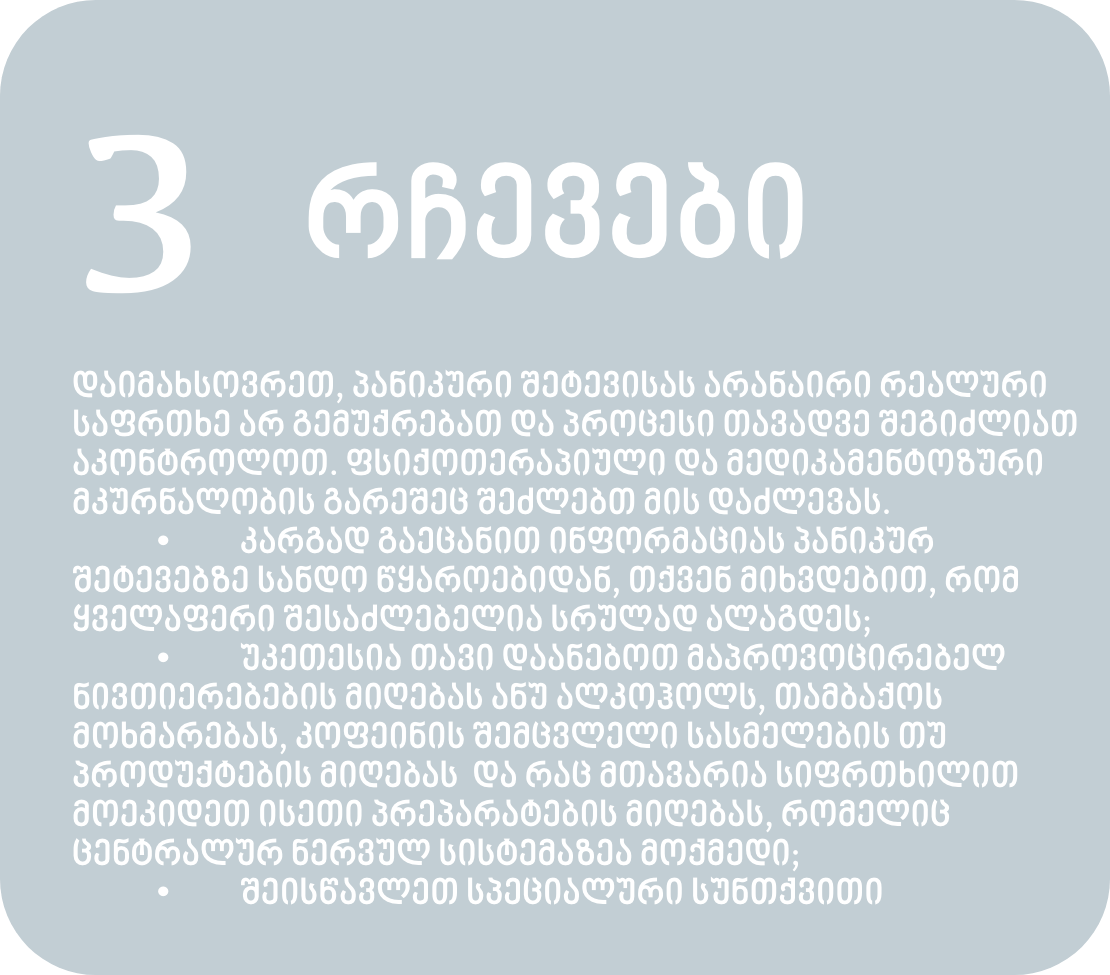 3 რჩევები
დაიმახსოვრეთ, პანიკური შეტევისას არანაირი რეალური
საფრთხე არ გემუქრებათ და პროცესი თავადვე შეგიძლიათ
აკონტროლოთ. ფსიქოთერაპიული და მედიკამენტოზური
მკურნალობის გარეშეც შეძლებთ მის დაძლევას.
• კარგად გაეცანით ინფორმაციას პანიკურ
შეტევებზე სანდო წყაროებიდან, თქვენ მიხვდებით, რომ
ყველაფერი შესაძლებელია სრულად ალაგდეს;
• უკეთესია თავი დაანებოთ მაპროვოცირებელ
ნივთიერებების მიღებას ანუ ალკოჰოლს, თამბაქოს
მოხმარებას, კოფეინის შემცვლელი სასმელების თუ
პროდუქტების მიღებას და რაც მთავარია სიფრთხილით
მოეკიდეთ ისეთი პრეპარატების მიღებას, რომელიც
ცენტრალურ ნერვულ სისტემაზეა მოქმედი;
• შეისწავლეთ სპეციალური სუნთქვითი